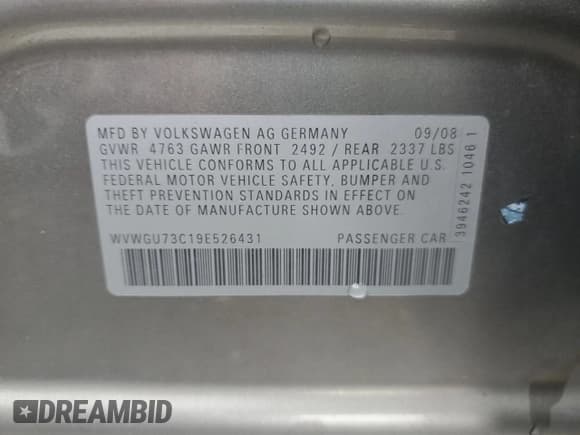 MFD BY VOLKSWAGEN AG GERMANY 09/08
GVWR 4763 GAWR FRONT 2492 / REAR 2337 LBS
THIS VEHICLE CONFORMS TO ALL APPLICABLE U.S.
FEDERAL MOTOR VEHICLE SAFETY, BUMPER AND
THEFT PREVENTION STANDARDS IN EFFECT ON
THE DATE OF MANUFACTURE SHOWN ABOVE.
WVWGU73C19E526431 PASSENGER CAR
3946242 1046 1
DREAMBID